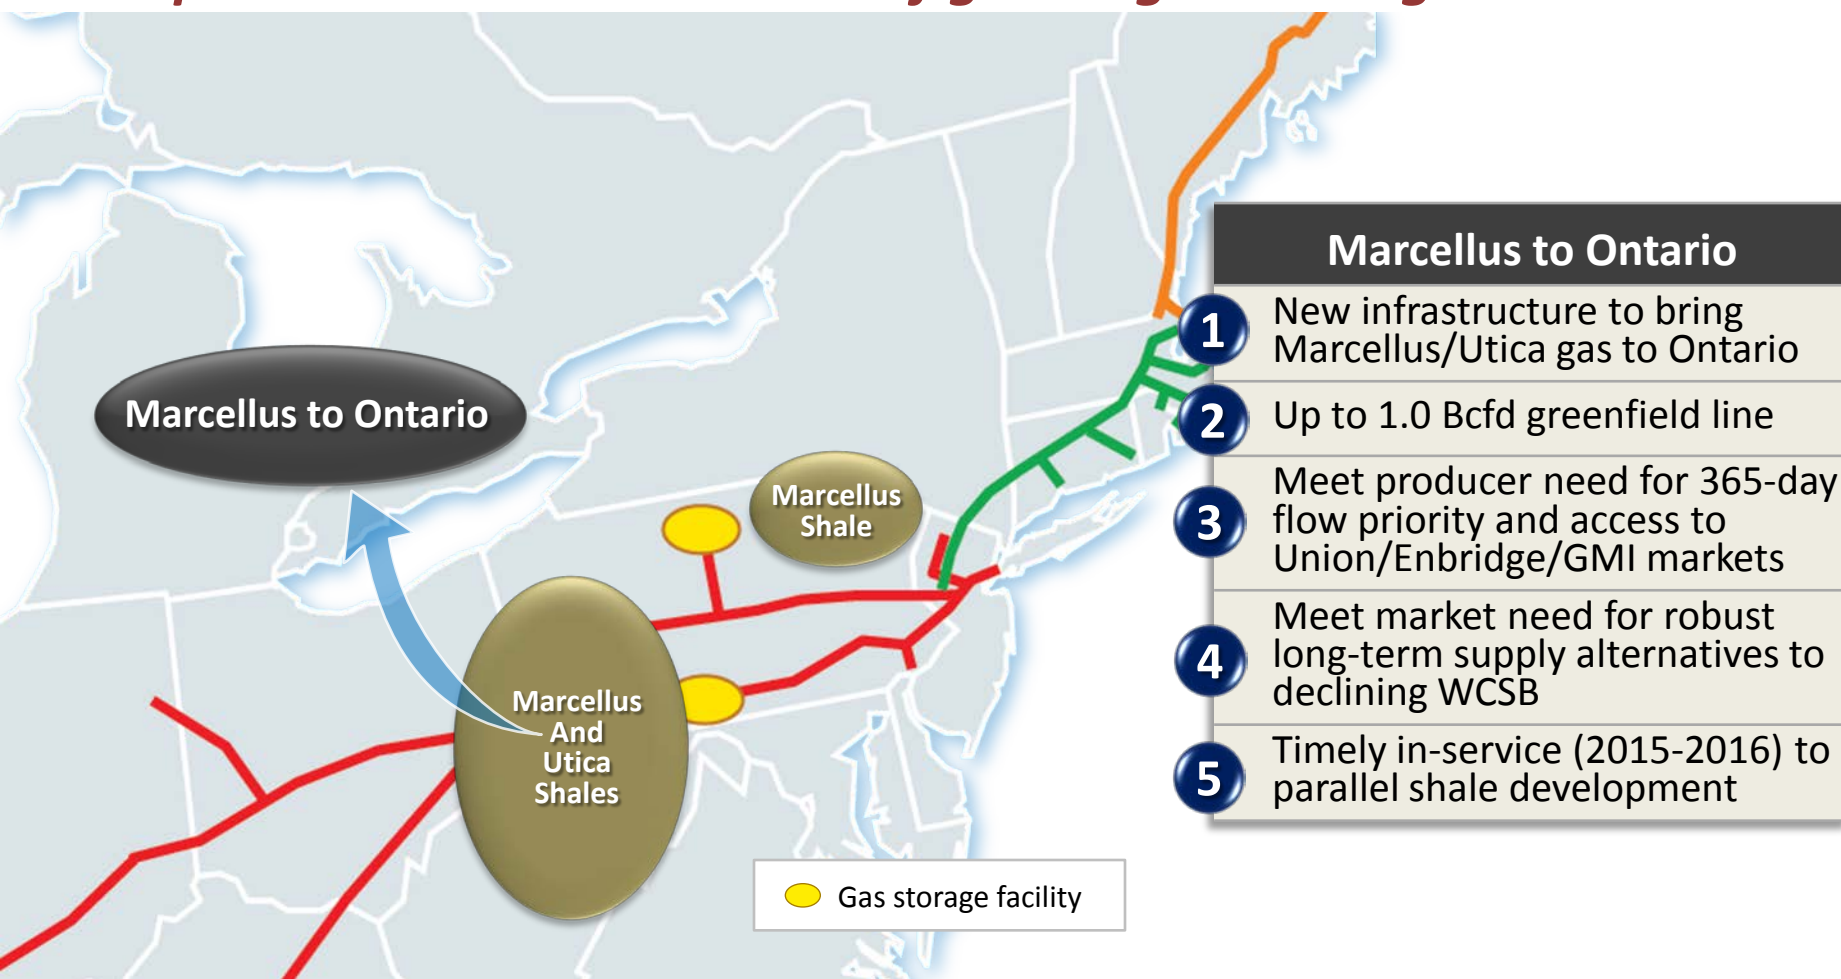 Marcellus to Ontario
Marcellus
Shale
Marcellus
And
Utica
Shales
Gas storage facility
Marcellus to Ontario
1 New infrastructure to bring
Marcellus/Utica gas to Ontario
2 Up to 1.0 Bcfd greenfield line
3 Meet producer need for 365-day
flow priority and access to
Union/Enbridge/GMI markets
4 Meet market need for robust
long-term supply alternatives to
declining WCSB
5 Timely in-service (2015-2016) to
parallel shale development